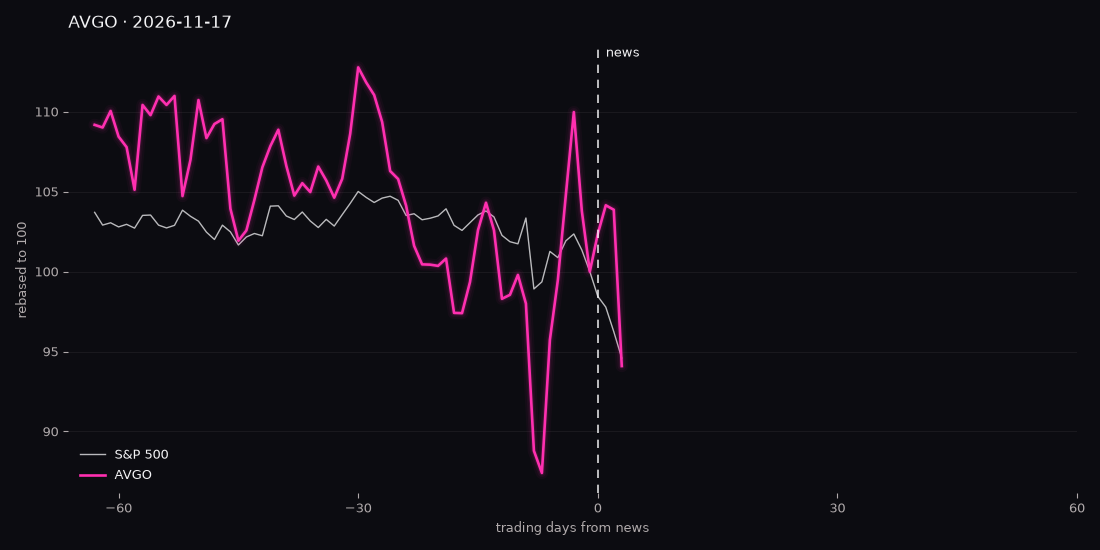 AVGO · 2026-11-17
news
110
105
100
95
90
rebased to 100
S&P 500
AVGO
−60
−30
0
30
60
trading days from news